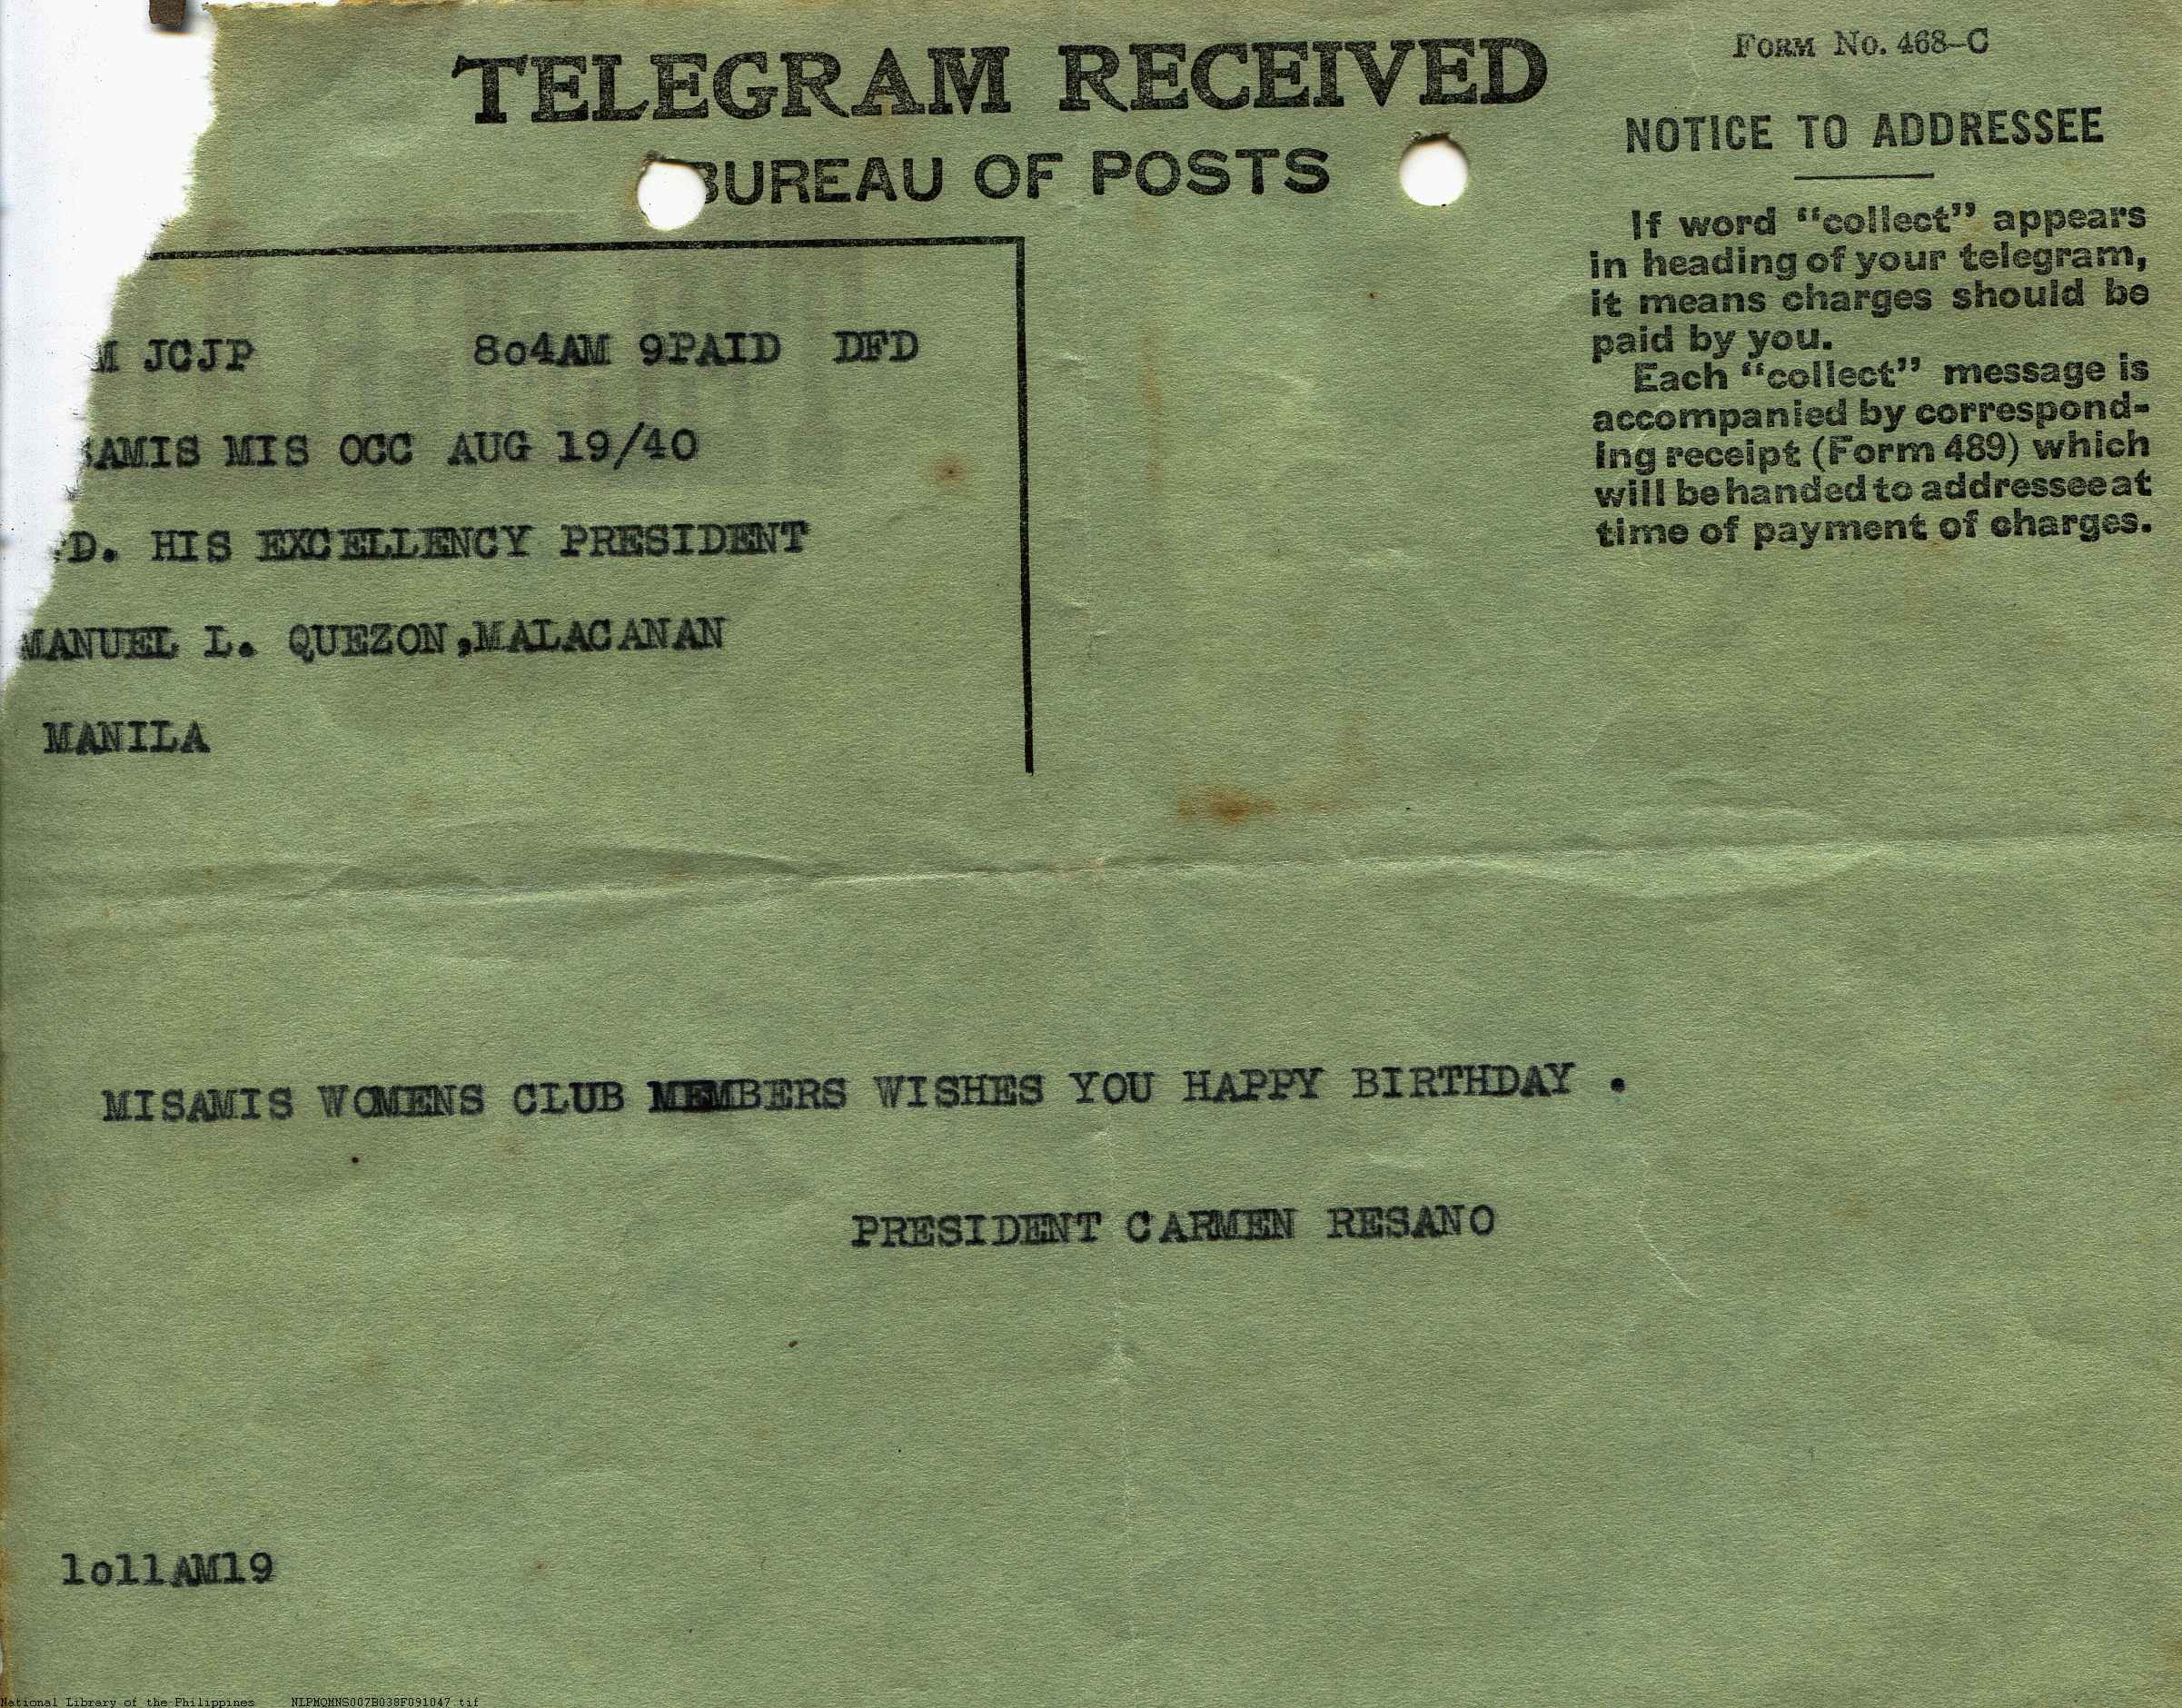 TELEGRAM RECEIVED
BUREAU OF POSTS
FORM NO. 468-C
NOTICE TO ADDRESSEE
If word “collect” appears
in heading of your telegram,
it means charges should be
paid by you.
Each “collect” message is
accompanied by correspond-
ing receipt (Form 489) which
will be handed to addressee at
time of payment of charges.
M JCJP 8o4AM 9PAID DFD
AMIS MIS OCC AUG 19/40
D. HIS EXCELLENCY PRESIDENT
MANUEL L. QUEZON,MALACANAN
MANILA
MISAMIS WOMENS CLUB MEMBERS WISHES YOU HAPPY BIRTHDAY .
PRESIDENT CARMEN RESANO
lo11AM19
National Library of the Philippines NLPMQMNS007B038F091047.tif